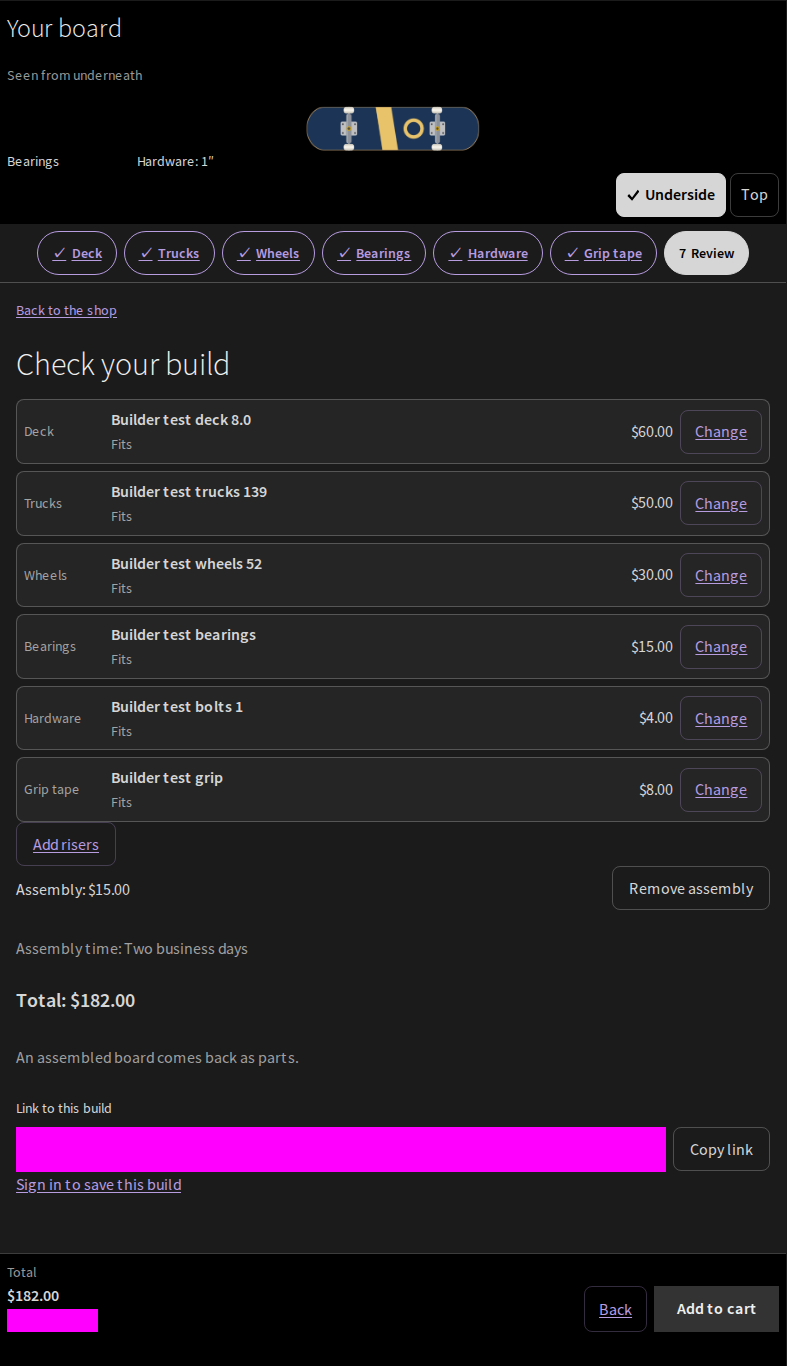 Your board
Seen from underneath
Bearings
Hardware: 1"
✓ Underside
Top
✓ Deck
✓ Trucks
✓ Wheels
✓ Bearings
✓ Hardware
✓ Grip tape
7 Review
Back to the shop
Check your build
Deck
Builder test deck 8.0
Fits
$60.00
Change
Trucks
Builder test trucks 139
Fits
$50.00
Change
Wheels
Builder test wheels 52
Fits
$30.00
Change
Bearings
Builder test bearings
Fits
$15.00
Change
Hardware
Builder test bolts 1
Fits
$4.00
Change
Grip tape
Builder test grip
Fits
$8.00
Change
Add risers
Assembly: $15.00
Remove assembly
Assembly time: Two business days
Total: $182.00
An assembled board comes back as parts.
Link to this build
Copy link
Sign in to save this build
Total
$182.00
Back
Add to cart